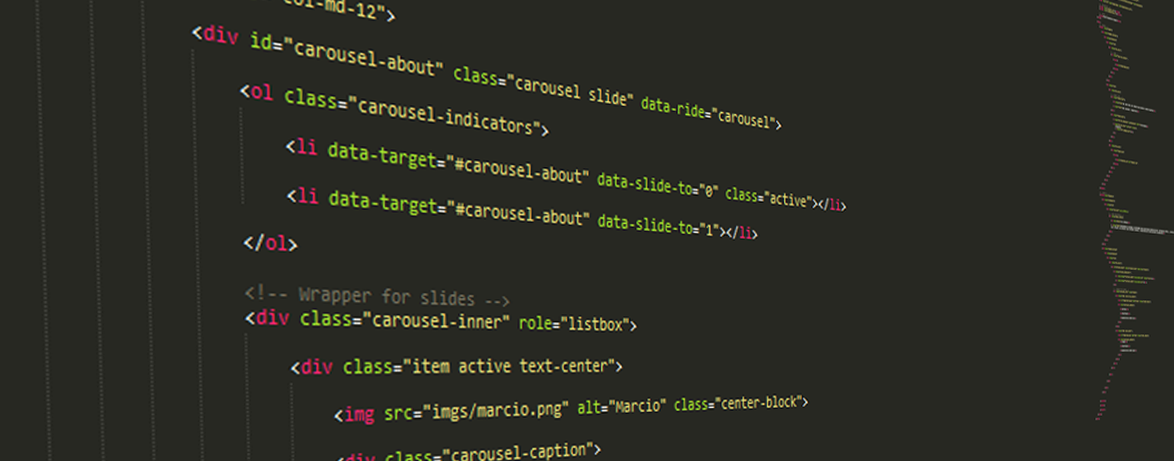 col-md-12">
<div id="carousel-about" class="carousel slide" data-ride="carousel">
<ol class="carousel-indicators">
<li data-target="#carousel-about" data-slide-to="0" class="active"></li>
<li data-target="#carousel-about" data-slide-to="1"></li>
</ol>
<!-- Wrapper for slides -->
<div class="carousel-inner" role="listbox">
<div class="item active text-center">
<img src="imgs/marcio.png" alt="Marcio" class="center-block">
<div class="carousel-caption">